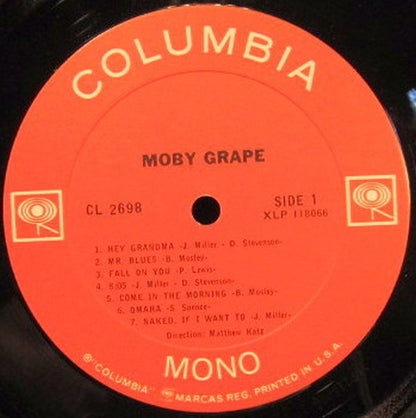 COLUMBIA
MOBY GRAPE
CL 2698
SIDE 1
XLP 118066
1. HEY GRANDMA -J. Miller - D. Stevenson-
2. MR. BLUES -B. Mosley-
3. FALL ON YOU -P. Lewis-
4. 8:05 -J. Miller - D. Stevenson-
5. COME IN THE MORNING -B. Mosley-
6. OMAHA -S. Spence-
7. NAKED, IF I WANT TO -J. Miller-
Direction: Matthew Katz
MONO
℗ "COLUMBIA" MARCAS REG. PRINTED IN U.S.A.